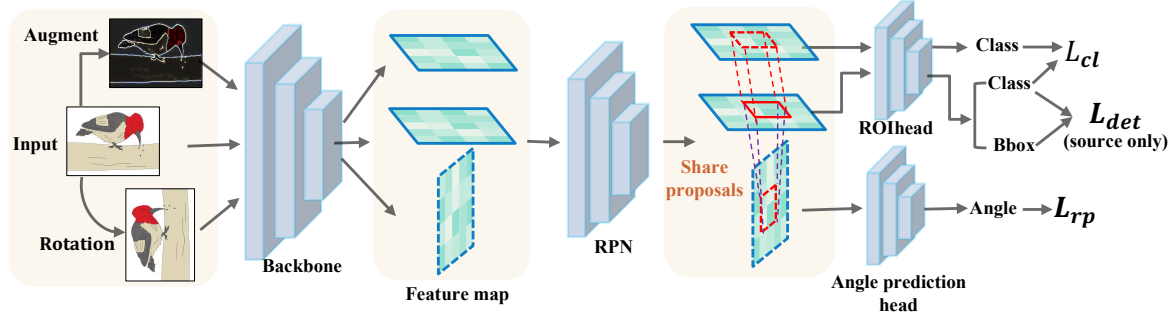 Augment
Input
Rotation
Backbone
Feature map
RPN
Share
proposals
ROIhead
Class
Class
Bbox
L_cl
L_det
(source only)
Angle prediction
head
Angle
L_rp